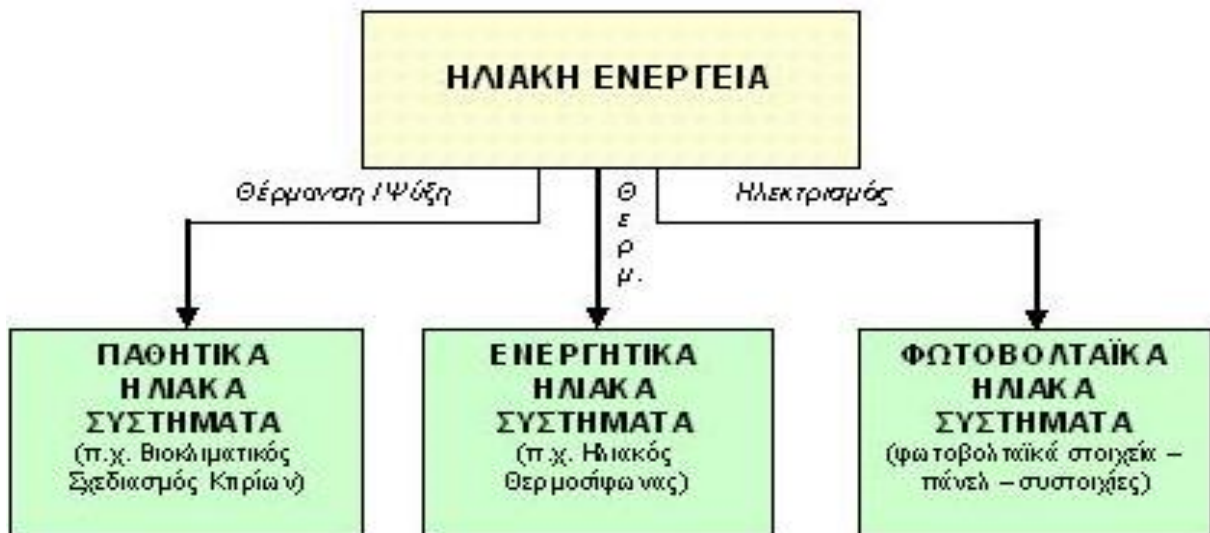 ΗΛΙΑΚΗ ΕΝΕΡΓΕΙΑ
Θέρμανση / Ψύξη
Θ
ε
ρ
μ.
Ηλεκτρισμός
ΠΑΘΗΤΙΚΑ
ΗΛΙΑΚΑ
ΣΥΣΤΗΜΑΤΑ
(π.χ. Βιοκλιματικός
Σχεδιασμός Κτιρίων)
ΕΝΕΡΓΗΤΙΚΑ
ΗΛΙΑΚΑ
ΣΥΣΤΗΜΑΤΑ
(π.χ. Ηλιακός
Θερμοσίφωνας)
ΦΩΤΟΒΟΛΤΑΪΚΑ
ΗΛΙΑΚΑ
ΣΥΣΤΗΜΑΤΑ
(φωτοβολταϊκά στοιχεία –
πάνελ – συστοιχίες)